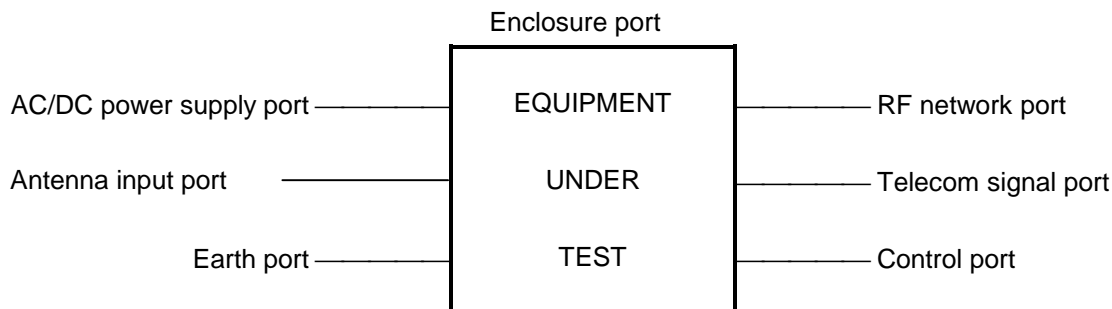 Enclosure port
AC/DC power supply port
EQUIPMENT
RF network port
Antenna input port
UNDER
Telecom signal port
Earth port
TEST
Control port